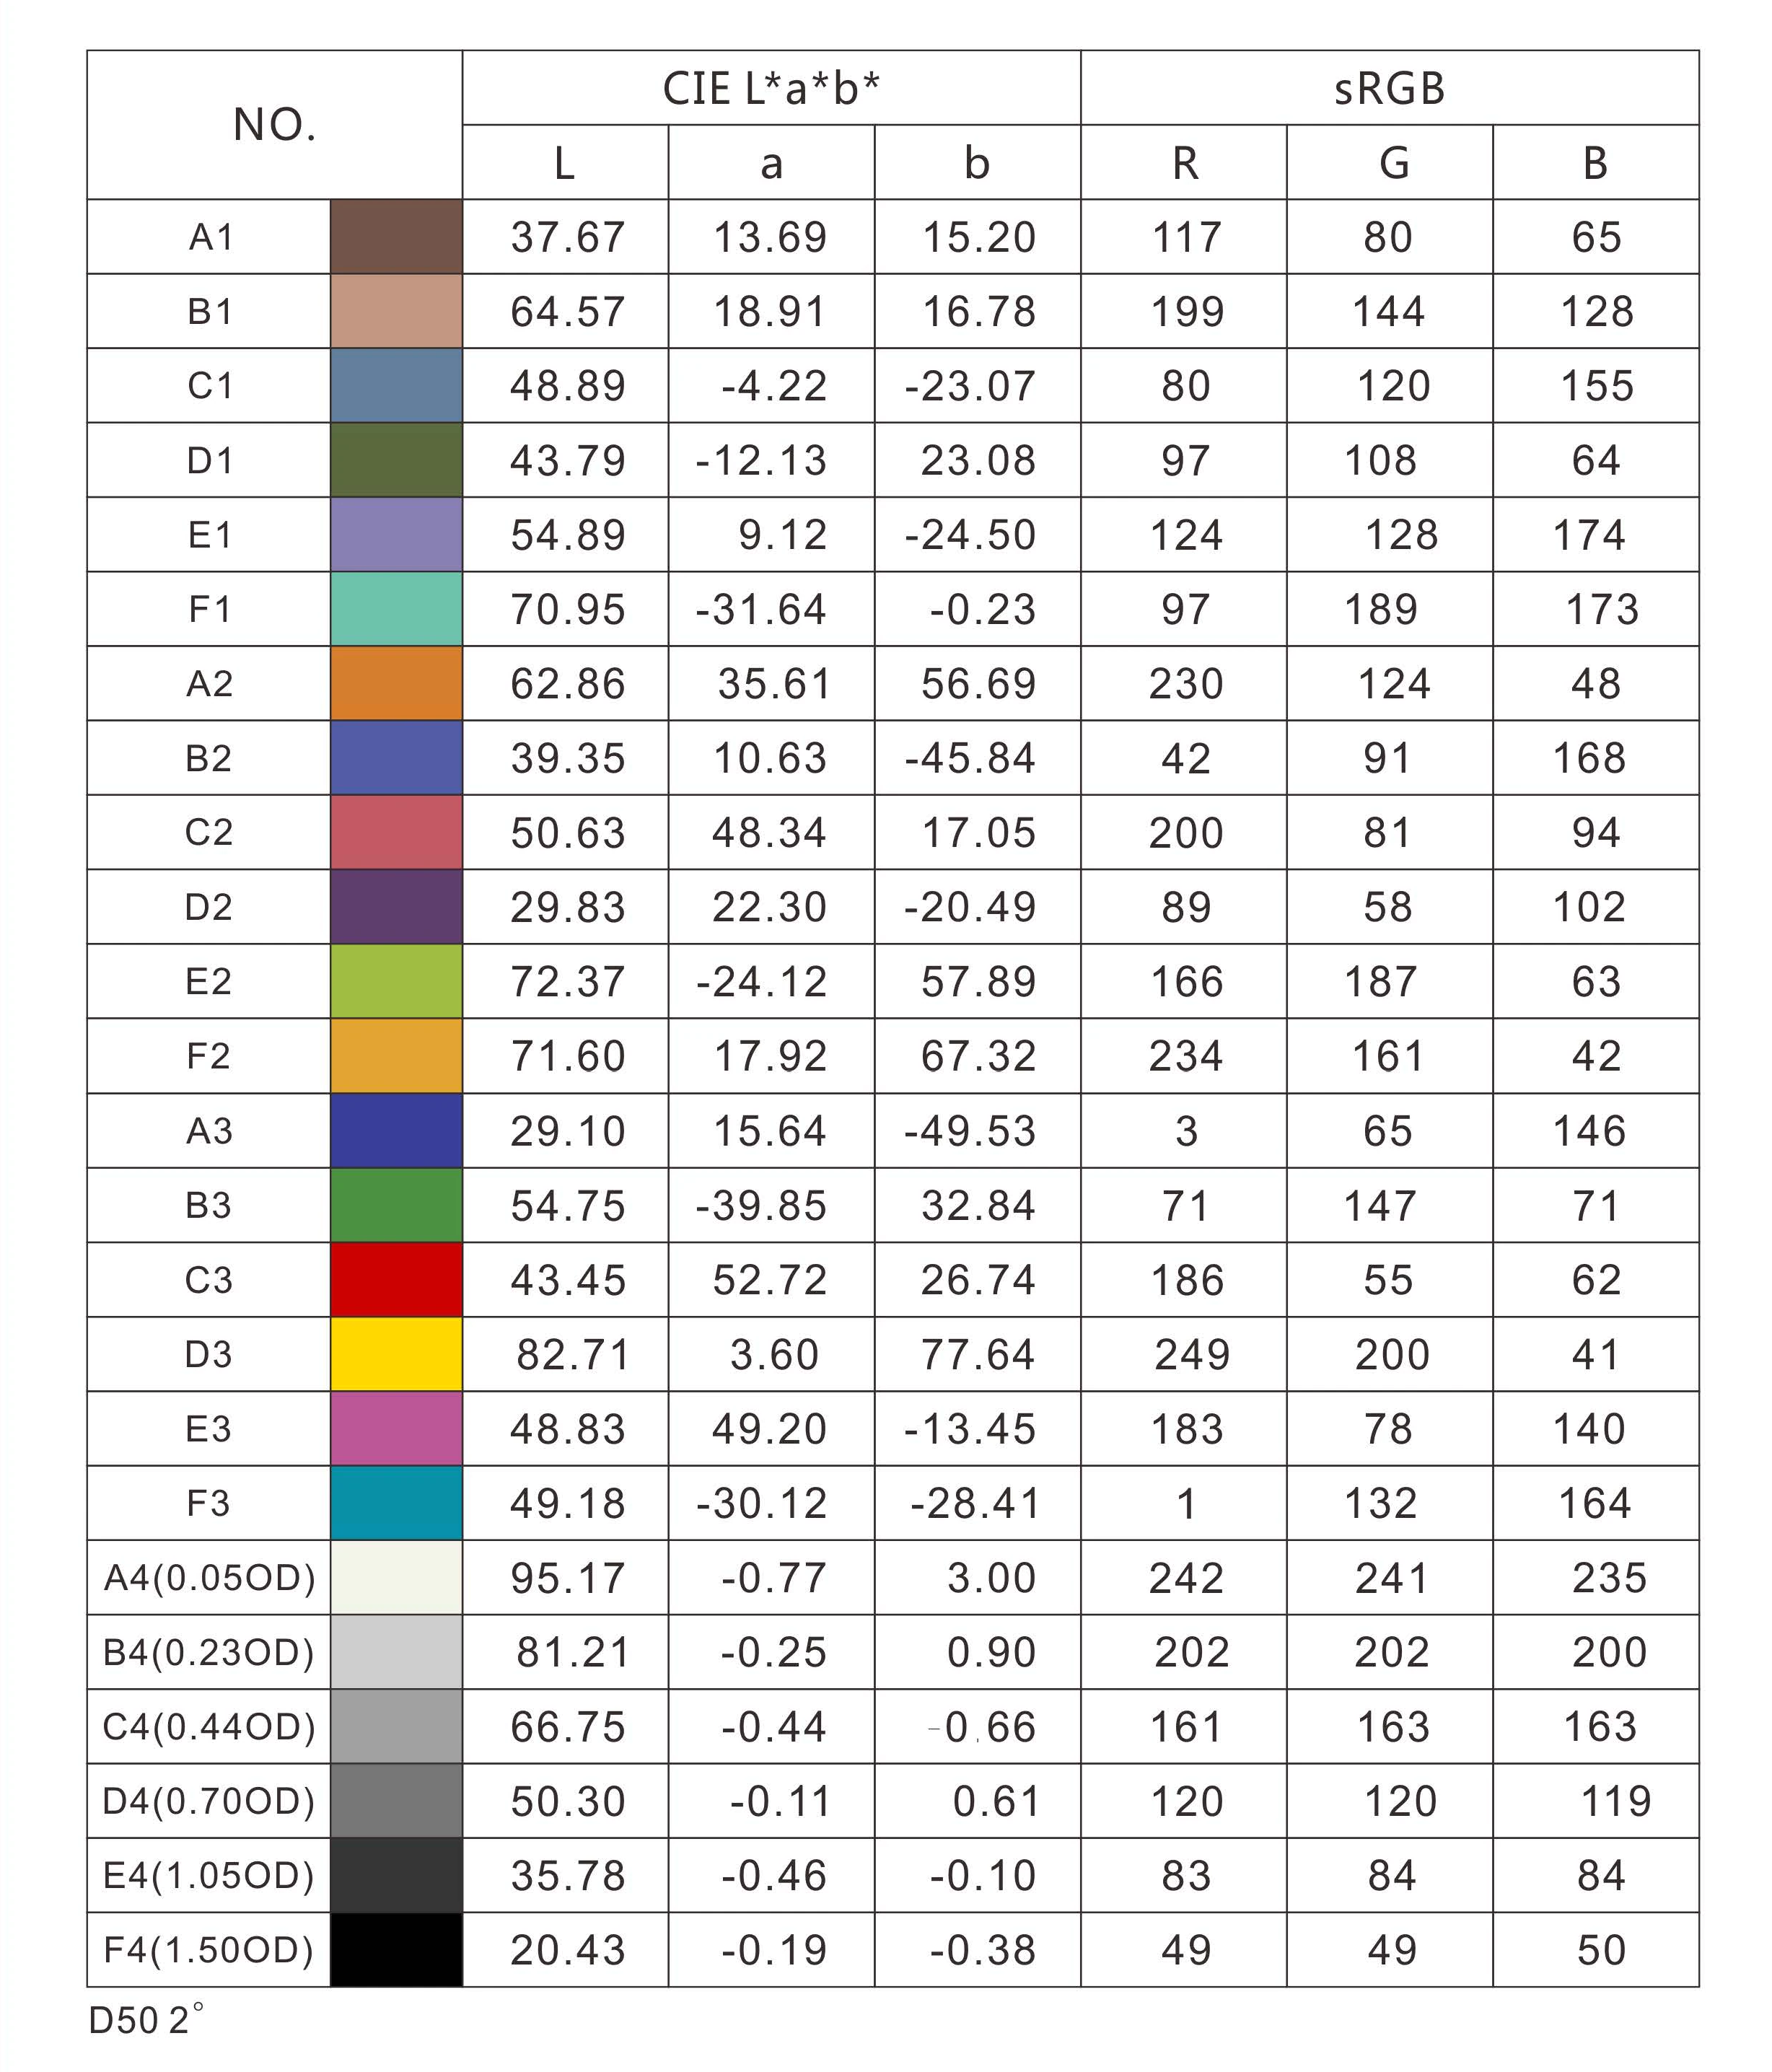 NO. CIE L*a*b* sRGB
L a b R G B
A1 37.67 13.69 15.20 117 80 65
B1 64.57 18.91 16.78 199 144 128
C1 48.89 -4.22 -23.07 80 120 155
D1 43.79 -12.13 23.08 97 108 64
E1 54.89 9.12 -24.50 124 128 174
F1 70.95 -31.64 -0.23 97 189 173
A2 62.86 35.61 56.69 230 124 48
B2 39.35 10.63 -45.84 42 91 168
C2 50.63 48.34 17.05 200 81 94
D2 29.83 22.30 -20.49 89 58 102
E2 72.37 -24.12 57.89 166 187 63
F2 71.60 17.92 67.32 234 161 42
A3 29.10 15.64 -49.53 3 65 146
B3 54.75 -39.85 32.84 71 147 71
C3 43.45 52.72 26.74 186 55 62
D3 82.71 3.60 77.64 249 200 41
E3 48.83 49.20 -13.45 183 78 140
F3 49.18 -30.12 -28.41 1 132 164
A4(0.05OD) 95.17 -0.77 3.00 242 241 235
B4(0.23OD) 81.21 -0.25 0.90 202 202 200
C4(0.44OD) 66.75 -0.44 -0.66 161 163 163
D4(0.70OD) 50.30 -0.11 0.61 120 120 119
E4(1.05OD) 35.78 -0.46 -0.10 83 84 84
F4(1.50OD) 20.43 -0.19 -0.38 49 49 50
D50 2°